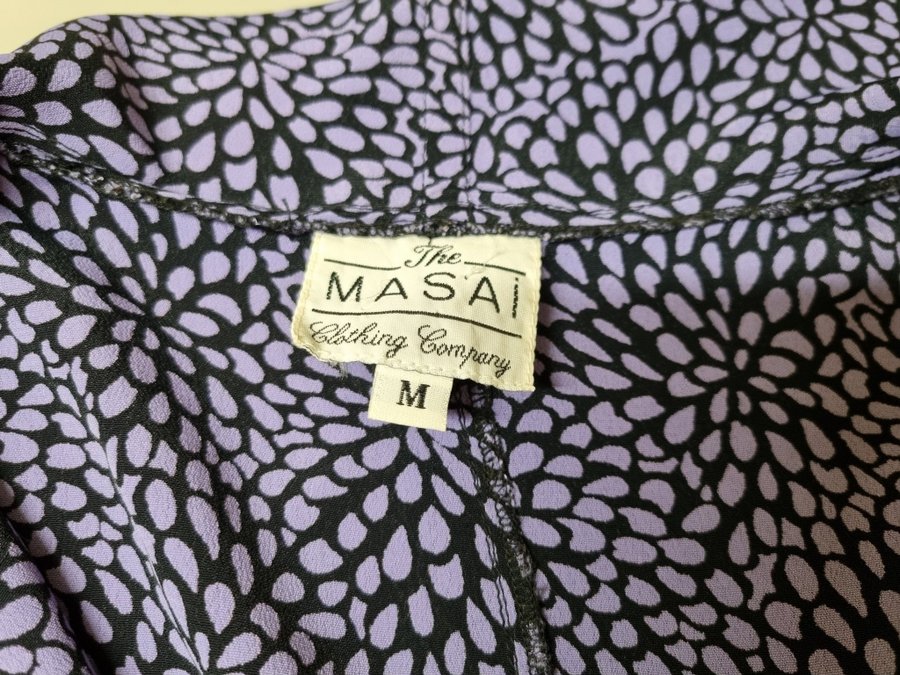 The
MASAi
Clothing Company
M